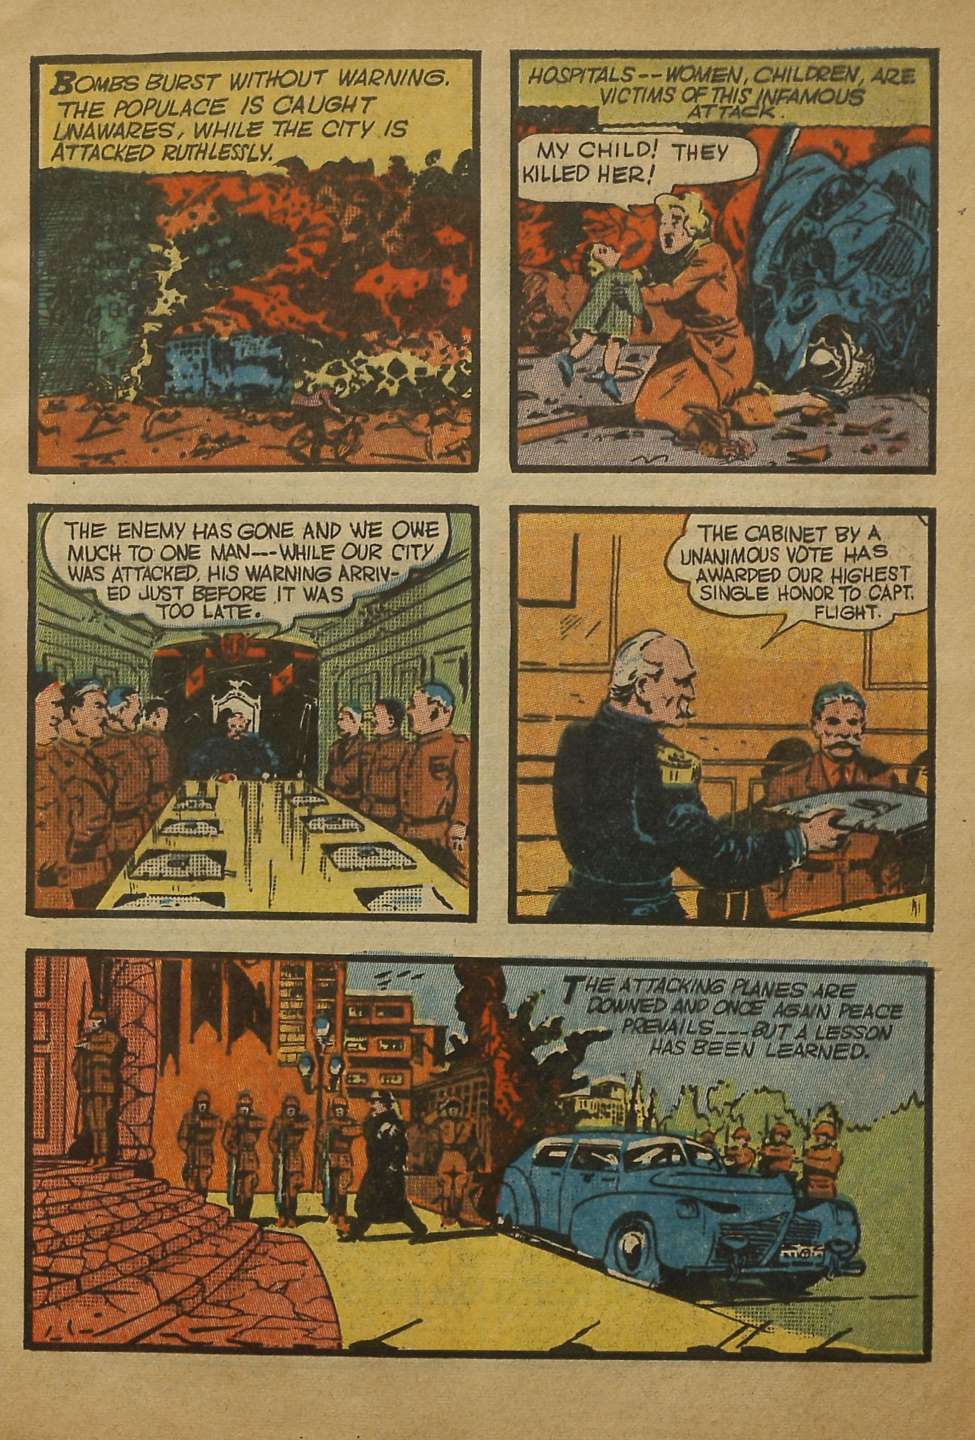 BOMBS BURST WITHOUT WARNING.
THE POPULACE IS CAUGHT
UNAWARES, WHILE THE CITY IS
ATTACKED RUTHLESSLY.
HOSPITALS--WOMEN, CHILDREN, ARE
VICTIMS OF THIS INFAMOUS
ATTACK.
MY CHILD! THEY
KILLED HER!
THE ENEMY HAS GONE AND WE OWE
MUCH TO ONE MAN---WHILE OUR CITY
WAS ATTACKED, HIS WARNING ARRIV-
ED JUST BEFORE IT WAS
TOO LATE.
THE CABINET BY A
UNANIMOUS VOTE HAS
AWARDED OUR HIGHEST
SINGLE HONOR TO CAPT.
FLIGHT.
THE ATTACKING PLANES ARE
DOWNED AND ONCE AGAIN PEACE
PREVAILS---BUT A LESSON
HAS BEEN LEARNED.